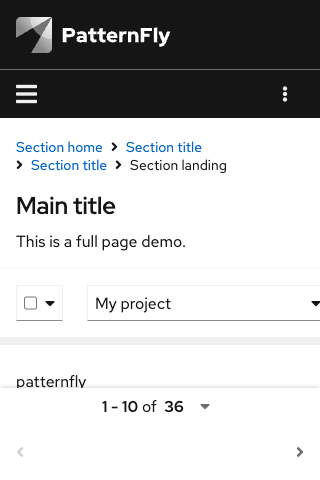 PatternFly
Section home > Section title
> Section title > Section landing
Main title
This is a full page demo.
My project
patternfly
1 - 10 of 36